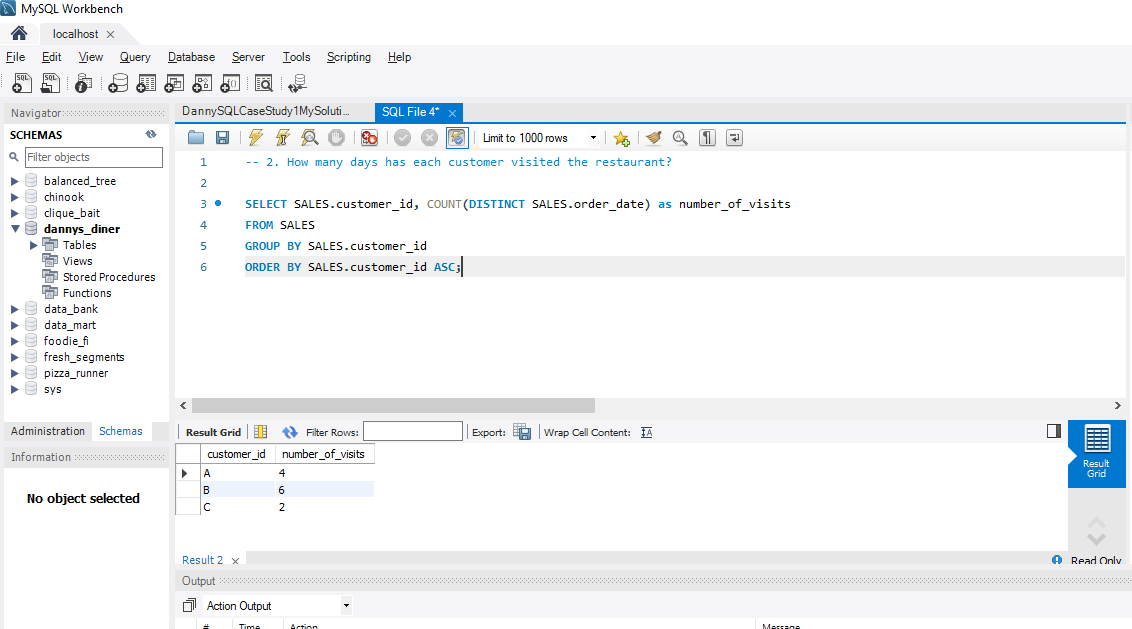 MySQL Workbench
localhost
File Edit View Query Database Server Tools Scripting Help
Navigator
SCHEMAS
Filter objects
balanced_tree
chinook
clique_bait
dannys_diner
Tables
Views
Stored Procedures
Functions
data_bank
data_mart
foodie_fi
fresh_segments
pizza_runner
sys
Administration Schemas
Information
No object selected
DannySQLCaseStudy1MySoluti... SQL File 4*
Limit to 1000 rows
1 -- 2. How many days has each customer visited the restaurant?
2
3 SELECT SALES.customer_id, COUNT(DISTINCT SALES.order_date) as number_of_visits
4 FROM SALES
5 GROUP BY SALES.customer_id
6 ORDER BY SALES.customer_id ASC;
Result Grid Filter Rows: Export: Wrap Cell Content:
customer_id number_of_visits
A 4
B 6
C 2
Result Grid
Result 2 Read Only
Output
Action Output
# Time Action Message